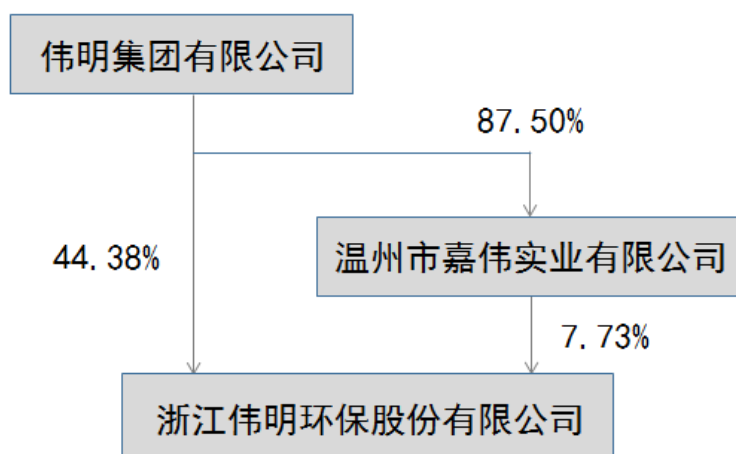 伟明集团有限公司
87.50%
44.38%
温州市嘉伟实业有限公司
7.73%
浙江伟明环保股份有限公司